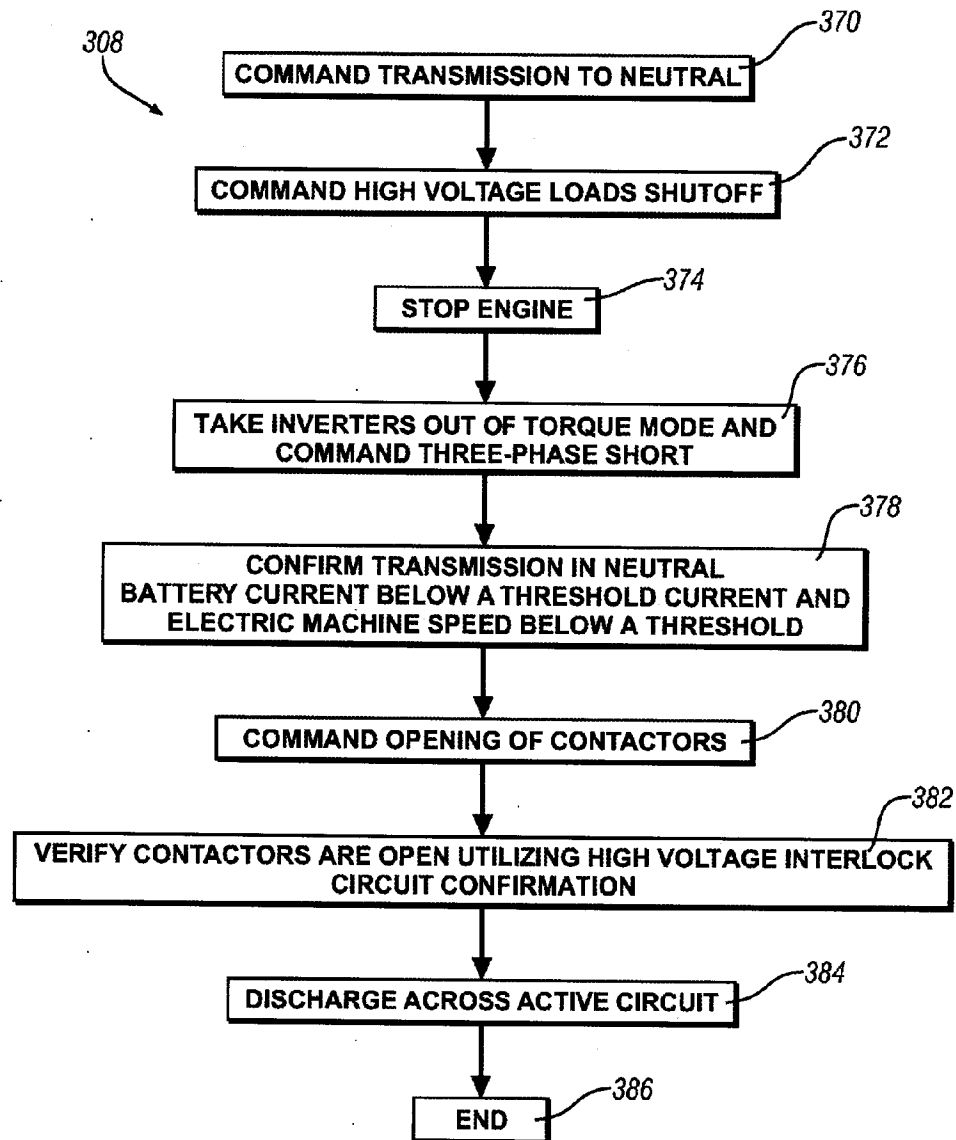 308
370
COMMAND TRANSMISSION TO NEUTRAL
372
COMMAND HIGH VOLTAGE LOADS SHUTOFF
374
STOP ENGINE
376
TAKE INVERTERS OUT OF TORQUE MODE AND
COMMAND THREE-PHASE SHORT
378
CONFIRM TRANSMISSION IN NEUTRAL
BATTERY CURRENT BELOW A THRESHOLD CURRENT AND
ELECTRIC MACHINE SPEED BELOW A THRESHOLD
380
COMMAND OPENING OF CONTACTORS
382
VERIFY CONTACTORS ARE OPEN UTILIZING HIGH VOLTAGE INTERLOCK
CIRCUIT CONFIRMATION
384
DISCHARGE ACROSS ACTIVE CIRCUIT
386
END